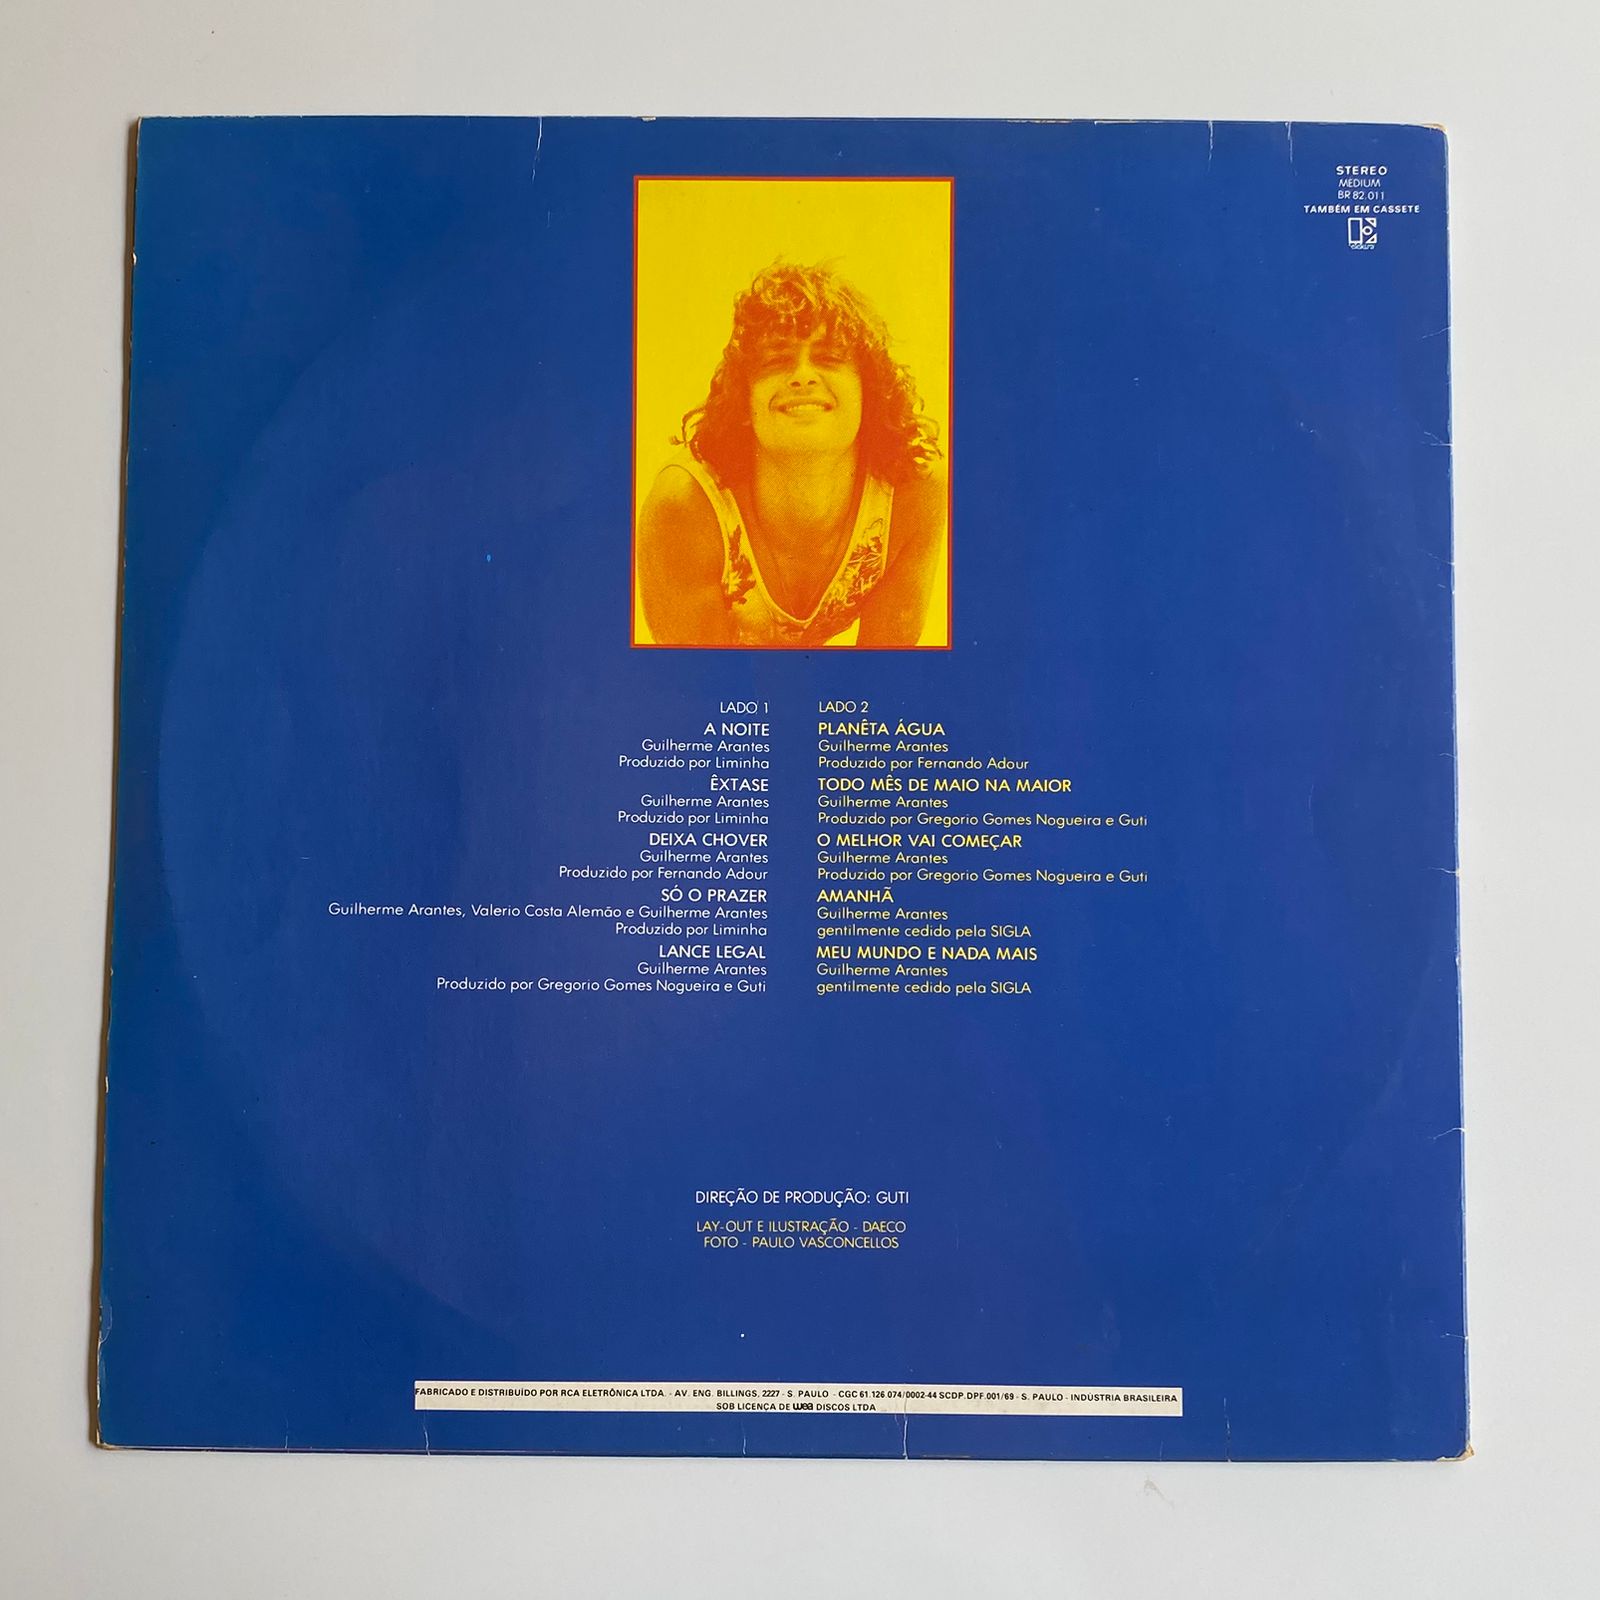 STEREO
MEDIUM
BR 82.011
TAMBÉM EM CASSETE
LADO 1
A NOITE
Guilherme Arantes
Produzido por Liminha
ÊXTASE
Guilherme Arantes
Produzido por Liminha
DEIXA CHOVER
Guilherme Arantes
Produzido por Fernando Adour
SÓ O PRAZER
Guilherme Arantes, Valerio Costa Alemão e Guilherme Arantes
Produzido por Liminha
LANCE LEGAL
Guilherme Arantes
Produzido por Gregorio Gomes Nogueira e Guti
LADO 2
PLANÊTA ÁGUA
Guilherme Arantes
Produzido por Fernando Adour
TODO MÊS DE MAIO NA MAIOR
Guilherme Arantes
Produzido por Gregorio Gomes Nogueira e Guti
O MELHOR VAI COMEÇAR
Guilherme Arantes
Produzido por Gregorio Gomes Nogueira e Guti
AMANHÃ
Guilherme Arantes
gentilmente cedido pela SIGLA
MEU MUNDO E NADA MAIS
Guilherme Arantes
gentilmente cedido pela SIGLA
DIREÇÃO DE PRODUÇÃO: GUTI
LAY-OUT E ILUSTRAÇÃO - DAECO
FOTO - PAULO VASCONCELLOS
FABRICADO E DISTRIBUÍDO POR RCA ELETRÔNICA LTDA. - AV. ENG. BILLINGS, 2227 - S. PAULO - CGC 61.126 074/0002-44 SCDP.DPF.001/69 - S. PAULO - INDÚSTRIA BRASILEIRA
SOB LICENÇA DE wea DISCOS LTDA